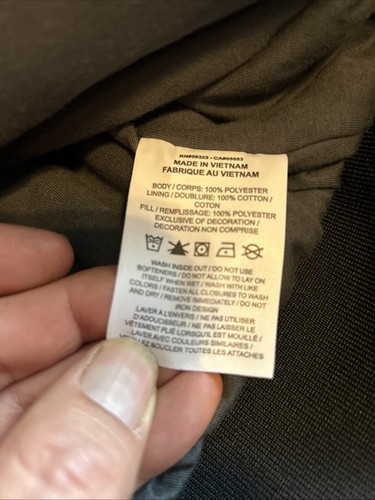 MADE IN VIETNAM
FABRIQUE AU VIETNAM
BODY / CORPS: 100% POLYESTER
LINING / DOUBLURE: 100% COTTON /
COTON
FILL / REMPLISSAGE: 100% POLYESTER
EXCLUSIVE OF DECORATION /
DECORATION NON COMPRISE
WASH INSIDE OUT / DO NOT USE
SOFTENERS / DO NOT ALLOW TO LAY ON
ITSELF WHEN WET / WASH WITH LIKE
COLORS / FASTEN ALL CLOSURES TO WASH
AND DRY / REMOVE IMMEDIATELY / DO NOT
IRON DESIGN
LAVER À L'ENVERS / NE PAS UTILISER
D'ADOUCISSEUR / NE PAS LAISSER LE
VÊTEMENT PLIÉ LORSQU'IL EST MOUILLÉ /
LAVER AVEC COULEURS SIMILAIRES /
BOUCLER TOUTES LES ATTACHES